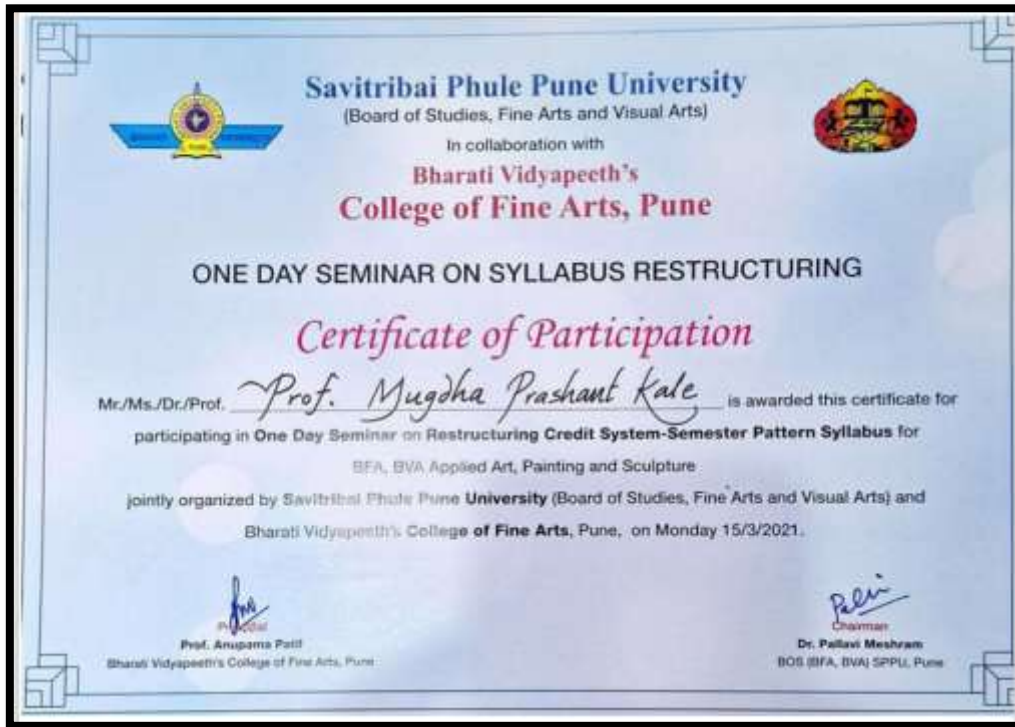 Savitribai Phule Pune University
(Board of Studies, Fine Arts and Visual Arts)
In collaboration with
Bharati Vidyapeeth's
College of Fine Arts, Pune
ONE DAY SEMINAR ON SYLLABUS RESTRUCTURING
Certificate of Participation
Mr./Ms./Dr./Prof. Prof. Mugdha Prashant Kale is awarded this certificate for
participating in One Day Seminar on Restructuring Credit System-Semester Pattern Syllabus for
BFA, BVA Applied Art, Painting and Sculpture
jointly organized by Savitribai Phule Pune University (Board of Studies, Fine Arts and Visual Arts) and
Bharati Vidyapeeth's College of Fine Arts, Pune, on Monday 15/3/2021.
Principal
Prof. Anupama Patil
Bharati Vidyapeeth's College of Fine Arts, Pune
Chairman
Dr. Pallavi Meshram
BOS (BFA, BVA) SPPU, Pune